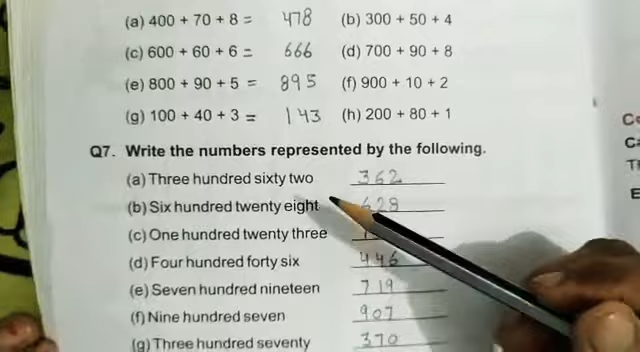 (a) 400 + 70 + 8 = 478 (b) 300 + 50 + 4
(c) 600 + 60 + 6 = 666 (d) 700 + 90 + 8
(e) 800 + 90 + 5 = 895 (f) 900 + 10 + 2
(g) 100 + 40 + 3 = 143 (h) 200 + 80 + 1
Q7. Write the numbers represented by the following.
(a) Three hundred sixty two 362
(b) Six hundred twenty eight 628
(c) One hundred twenty three
(d) Four hundred forty six 446
(e) Seven hundred nineteen 719
(f) Nine hundred seven 907
(g) Three hundred seventy 370